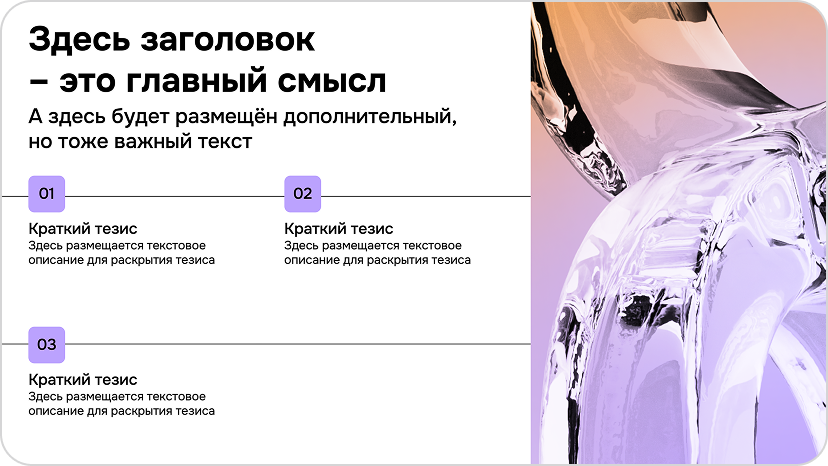 Здесь заголовок
– это главный смысл
А здесь будет размещён дополнительный,
но тоже важный текст
01
02
Краткий тезис
Здесь размещается текстовое
описание для раскрытия тезиса
Краткий тезис
Здесь размещается текстовое
описание для раскрытия тезиса
03
Краткий тезис
Здесь размещается текстовое
описание для раскрытия тезиса